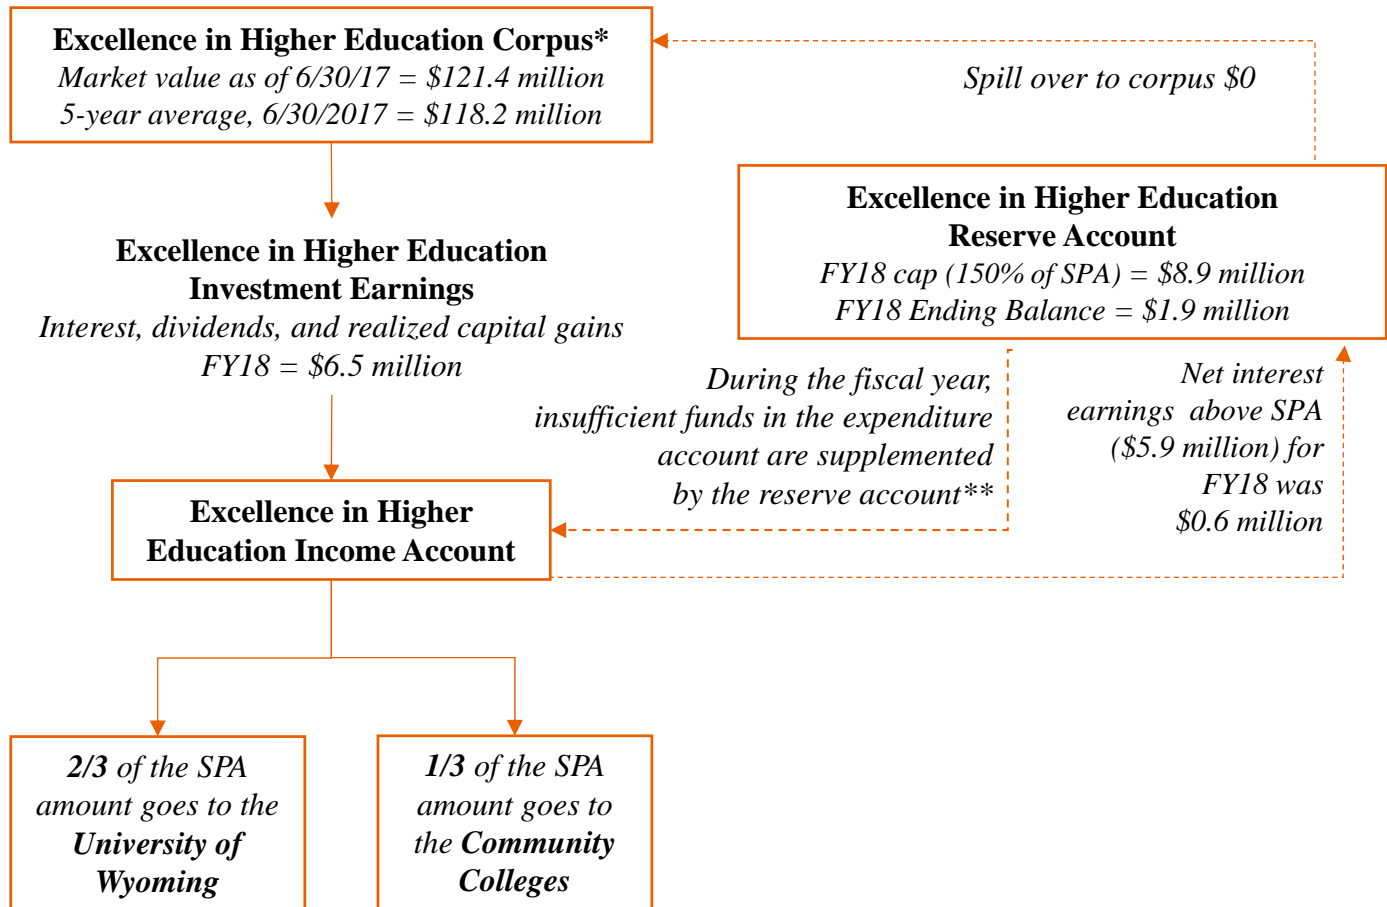 Excellence in Higher Education Corpus*
Market value as of 6/30/17 = $121.4 million
5-year average, 6/30/2017 = $118.2 million
Spill over to corpus $0
Excellence in Higher Education
Reserve Account
FY18 cap (150% of SPA) = $8.9 million
FY18 Ending Balance = $1.9 million
Excellence in Higher Education
Investment Earnings
Interest, dividends, and realized capital gains
FY18 = $6.5 million
During the fiscal year,
insufficient funds in the expenditure
account are supplemented
by the reserve account**
Net interest
earnings above SPA
($5.9 million) for
FY18 was
$0.6 million
Excellence in Higher
Education Income Account
2/3 of the SPA
amount goes to the
University of
Wyoming
1/3 of the SPA
amount goes to
the Community
Colleges